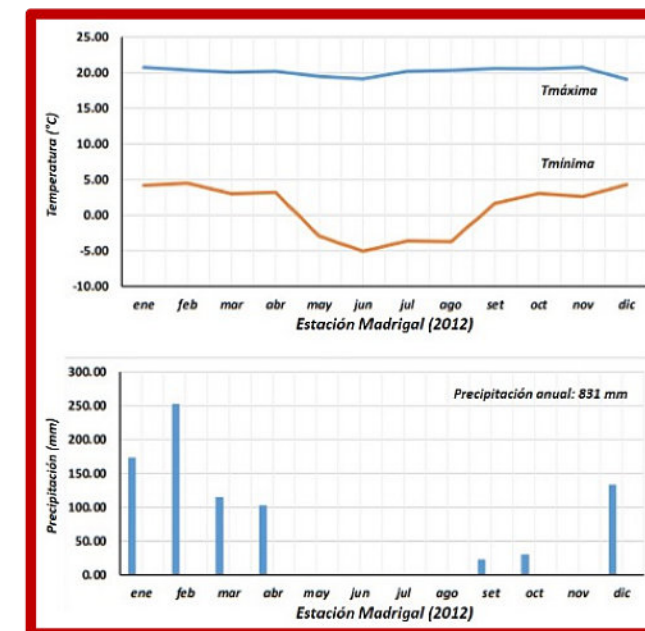 25.00
20.00
15.00
10.00
5.00
0.00
-5.00
-10.00
Temperatura (°C)
Tmáxima
Tmínima
ene feb mar abr may jun jul ago set oct nov dic
Estación Madrigal (2012)
300.00
250.00
200.00
150.00
100.00
50.00
0.00
Precipitación (mm)
Precipitación anual: 831 mm
ene feb mar abr may jun jul ago set oct nov dic
Estación Madrigal (2012)